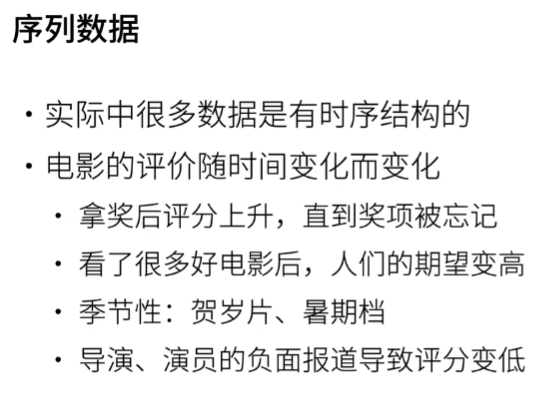 序列数据
• 实际中很多数据是有时序结构的
• 电影的评价随时间变化而变化
• 拿奖后评分上升，直到奖项被忘记
• 看了很多好电影后，人们的期望变高
• 季节性：贺岁片、暑期档
• 导演、演员的负面报道导致评分变低